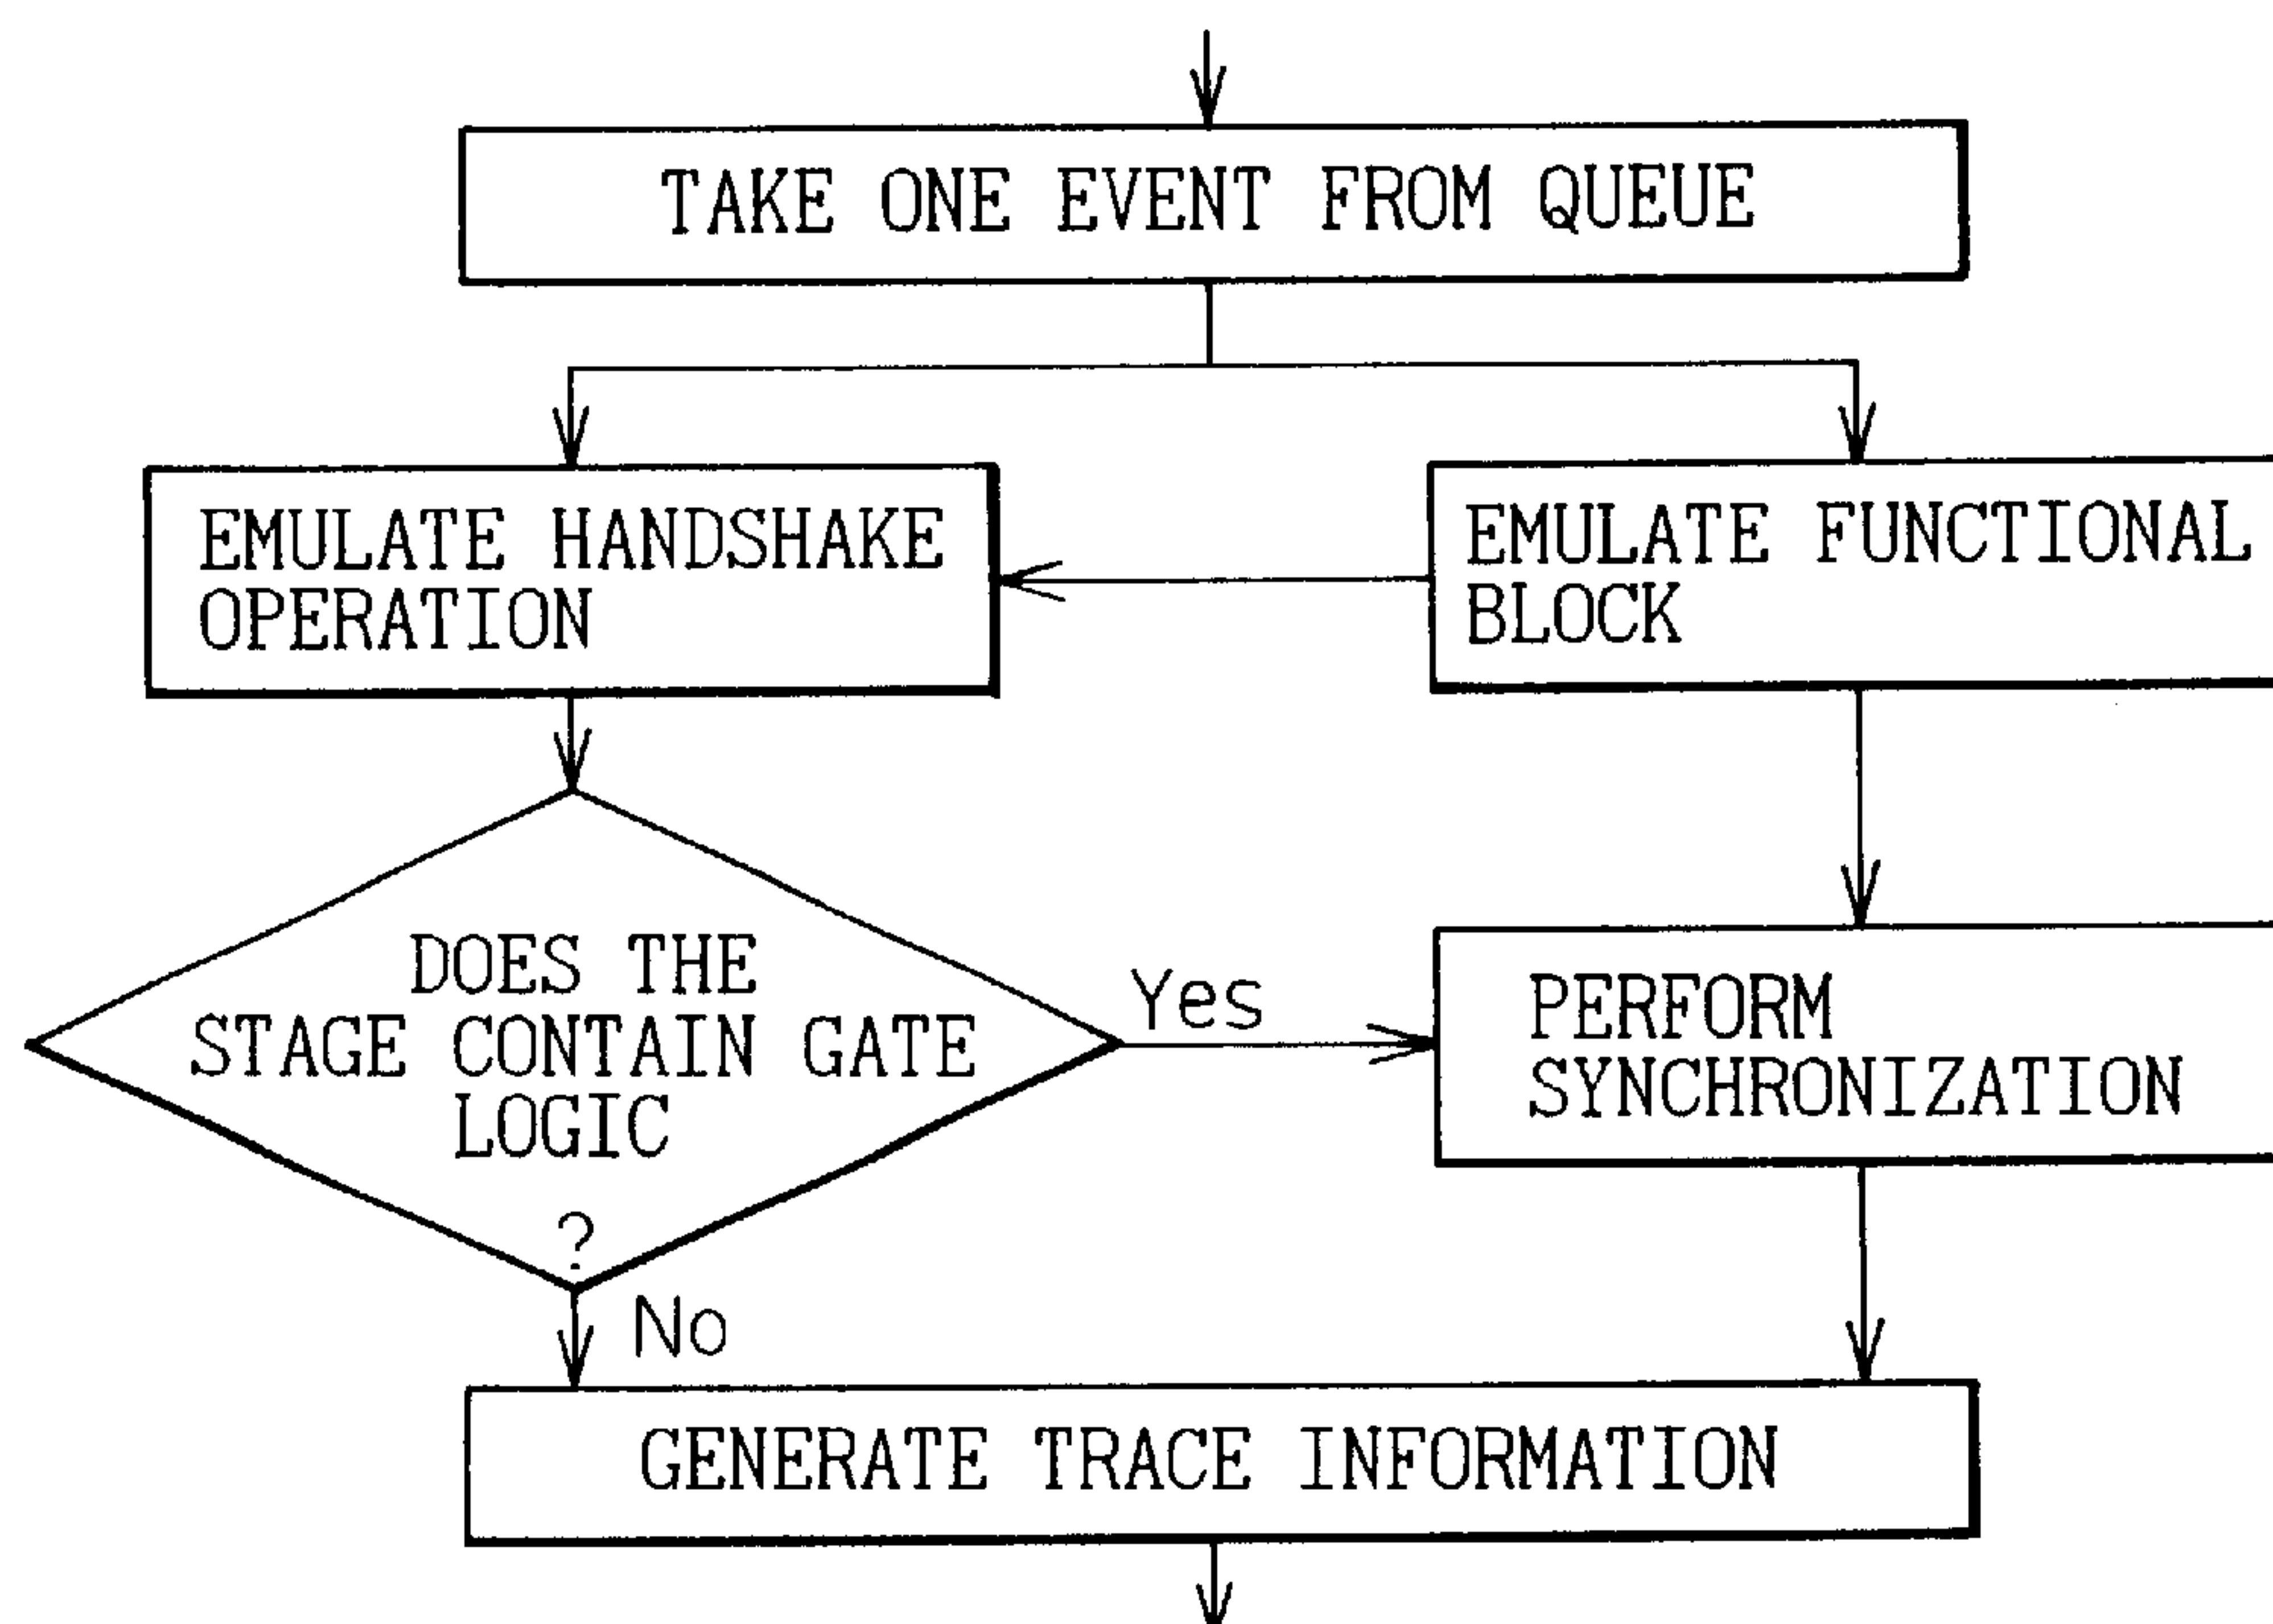 TAKE ONE EVENT FROM QUEUE
EMULATE HANDSHAKE
OPERATION
EMULATE FUNCTIONAL
BLOCK
DOES THE
STAGE CONTAIN GATE
LOGIC
?
Yes
PERFORM
SYNCHRONIZATION
No
GENERATE TRACE INFORMATION